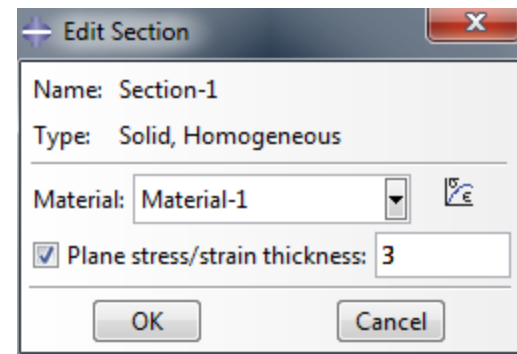 Edit Section
Name: Section-1
Type: Solid, Homogeneous
Material: Material-1
Plane stress/strain thickness: 3
OK Cancel